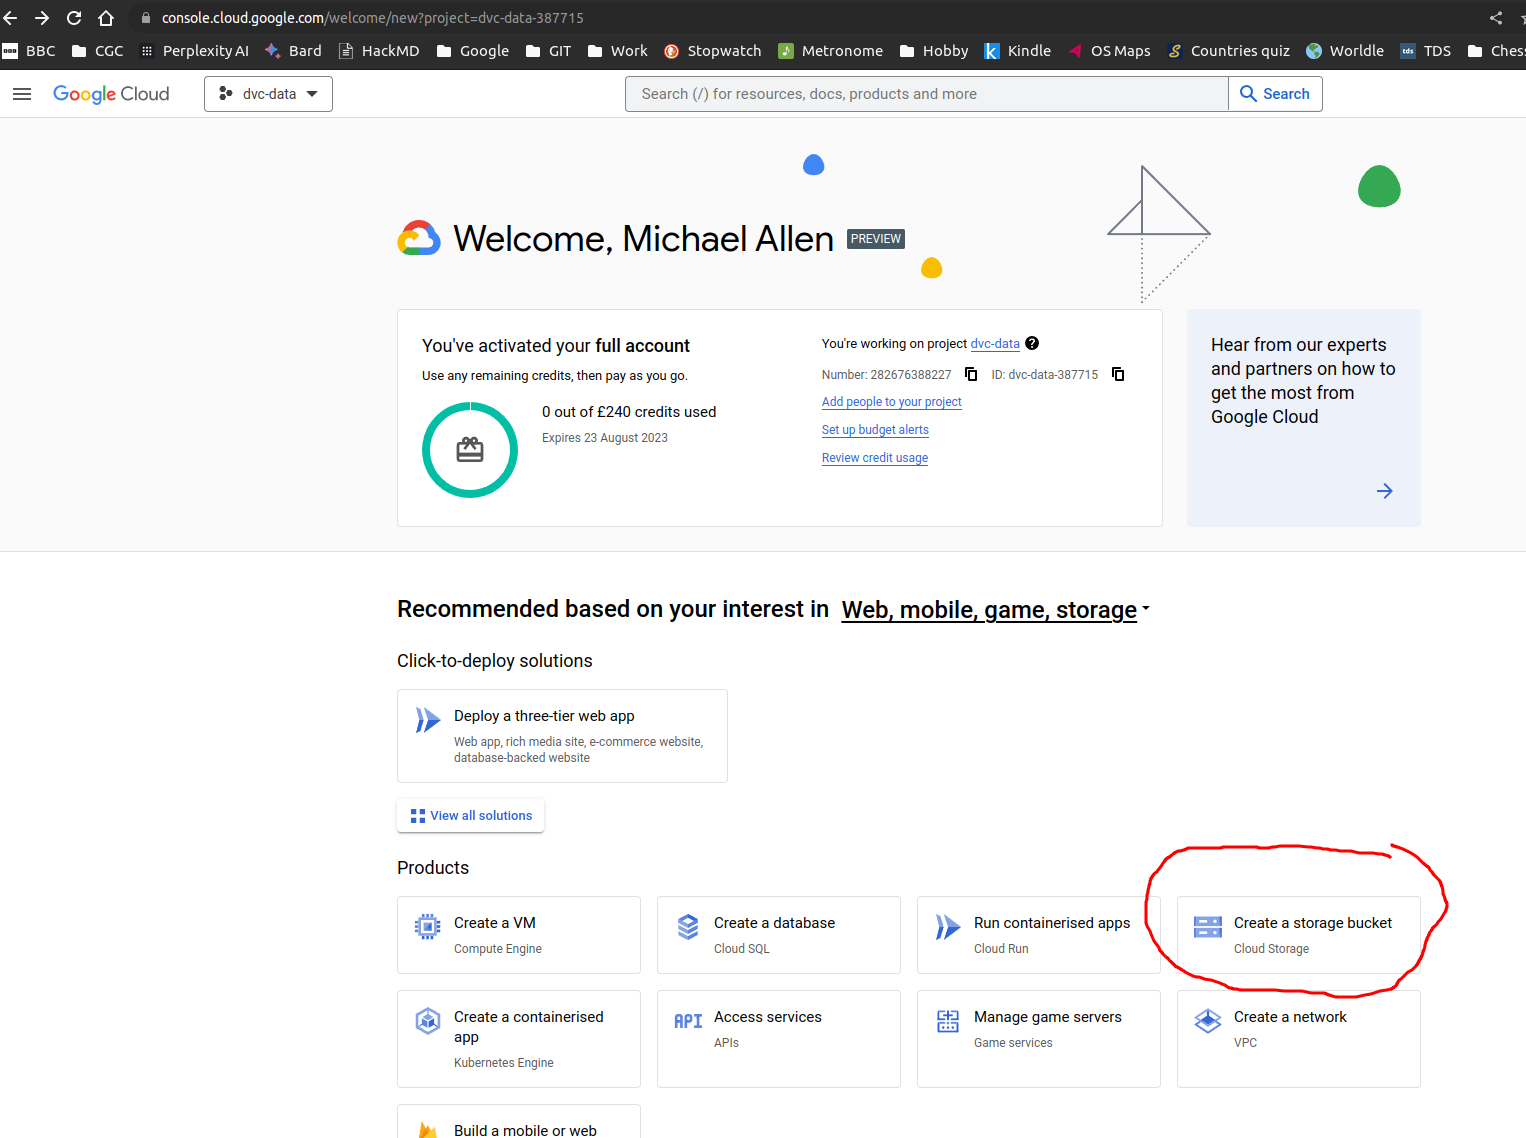 console.cloud.google.com/welcome/new?project=dvc-data-387715
BBC CGC Perplexity AI Bard HackMD Google GIT Work Stopwatch Metronome Hobby Kindle OS Maps Countries quiz Worldle tds TDS Chess
Google Cloud dvc-data Search (/) for resources, docs, products and more Search
Welcome, Michael Allen PREVIEW
You've activated your full account
Use any remaining credits, then pay as you go.
0 out of £240 credits used
Expires 23 August 2023
You're working on project dvc-data
Number: 282676388227 ID: dvc-data-387715
Add people to your project
Set up budget alerts
Review credit usage
Hear from our experts
and partners on how to
get the most from
Google Cloud
Recommended based on your interest in Web, mobile, game, storage
Click-to-deploy solutions
Deploy a three-tier web app
Web app, rich media site, e-commerce website,
database-backed website
View all solutions
Products
Create a VM
Compute Engine
Create a database
Cloud SQL
Run containerised apps
Cloud Run
Create a storage bucket
Cloud Storage
Create a containerised
app
Kubernetes Engine
API
Access services
APIs
Manage game servers
Game services
Create a network
VPC
Build a mobile or web